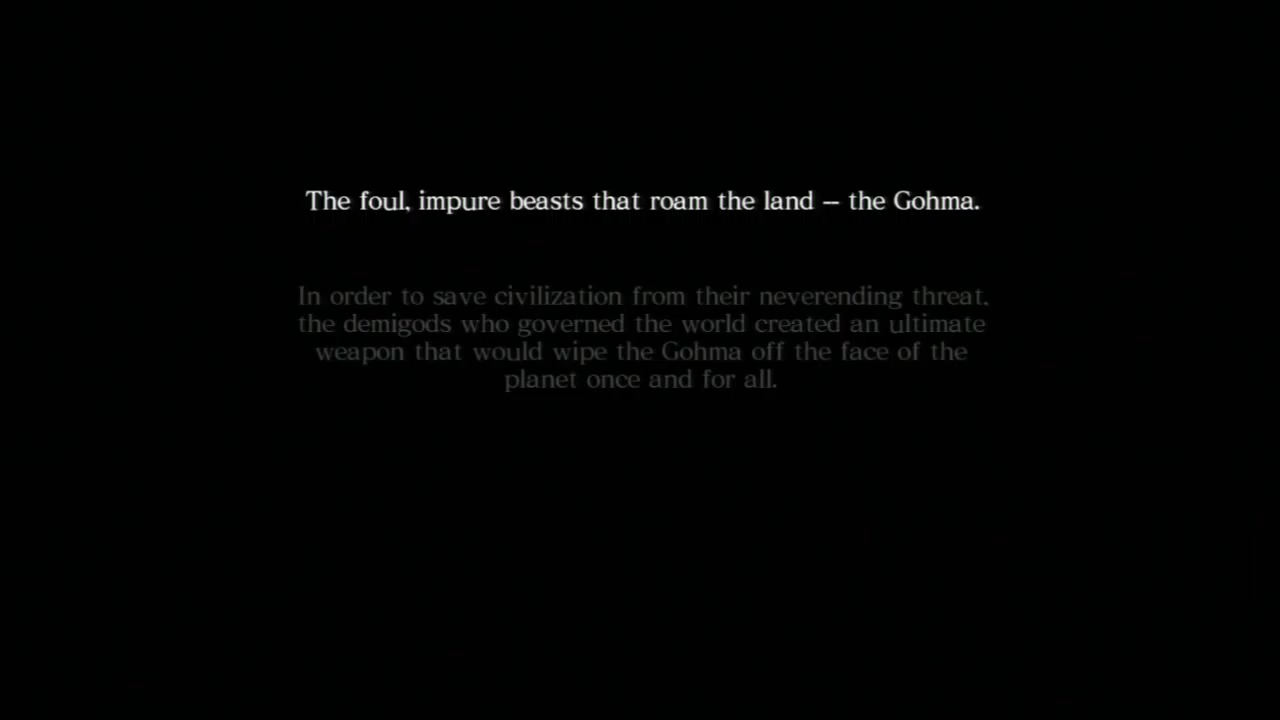 The foul, impure beasts that roam the land – the Gohma.
In order to save civilization from their neverending threat,
the demigods who governed the world created an ultimate
weapon that would wipe the Gohma off the face of the
planet once and for all.